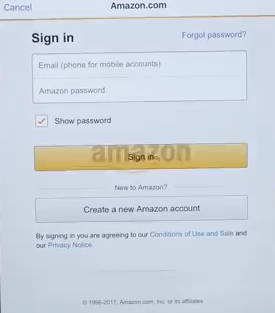 Cancel
Amazon.com
Sign in
Forgot password?
Email (phone for mobile accounts)
Amazon password
Show password
amazon
Sign in
New to Amazon?
Create a new Amazon account
By signing in you are agreeing to our Conditions of Use and Sale and
our Privacy Notice.
© 1996-2017, Amazon.com, Inc. or its affiliates